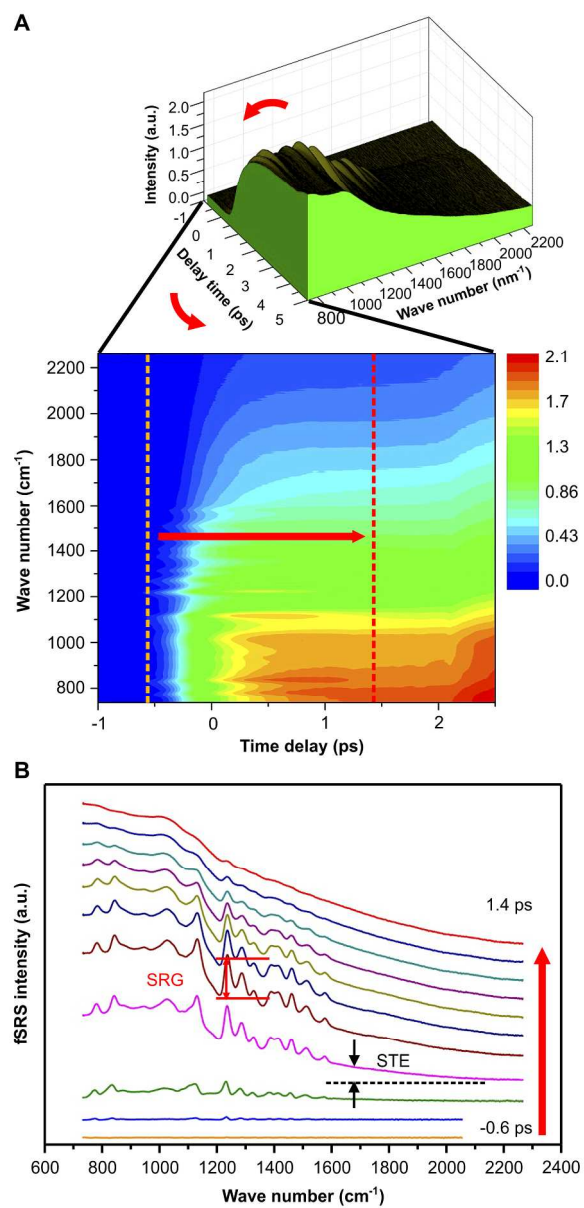 A
Intensity (a.u.)
2.0
1.5
1.0
0.5
0.0
-1
0
1
2
3
4
5
Delay time (ps)
800
1000
1200
1400
1600
1800
2000
2200
Wave number (nm⁻¹)
Wave number (cm⁻¹)
2200
2000
1800
1600
1400
1200
1000
800
-1
0
1
2
Time delay (ps)
2.1
1.7
1.3
0.86
0.43
0.0
B
fSRS intensity (a.u.)
1.4 ps
SRG
STE
-0.6 ps
600 800 1000 1200 1400 1600 1800 2000 2200 2400
Wave number (cm⁻¹)